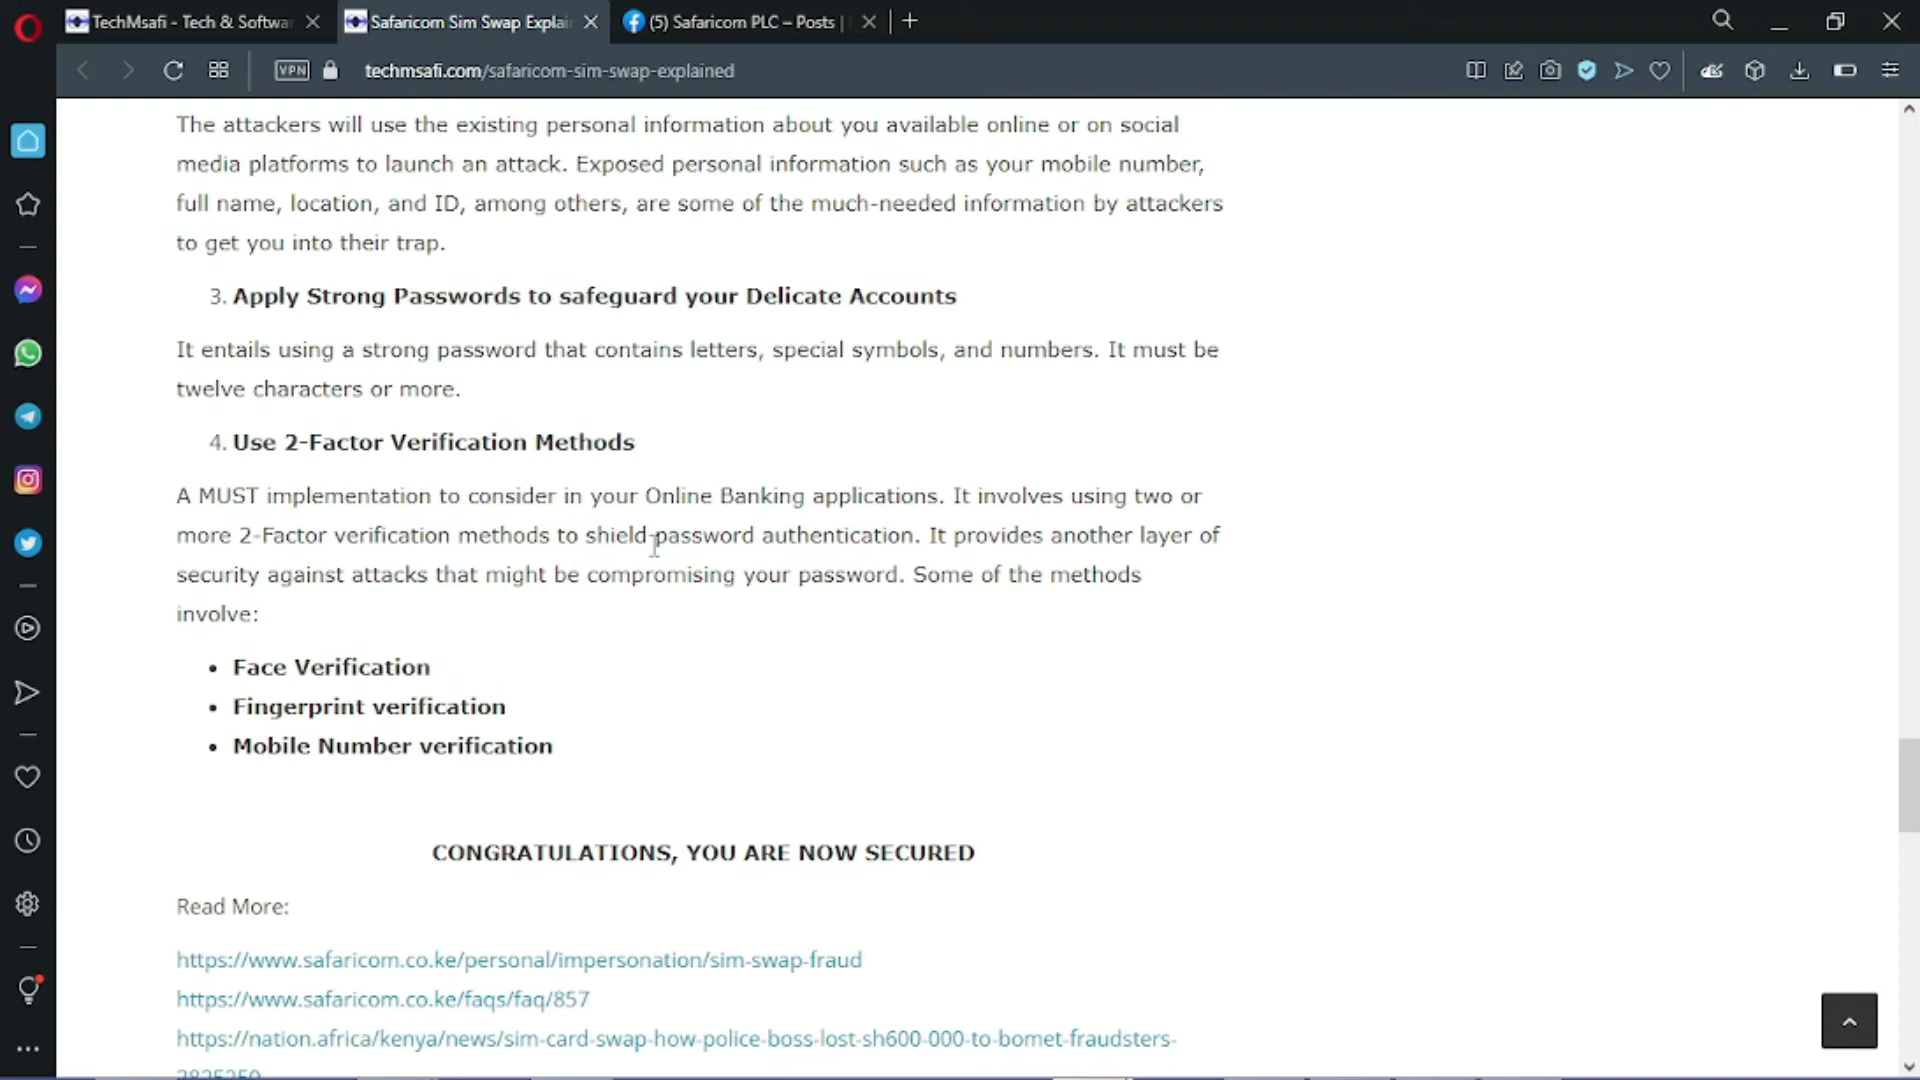 TechMsafi - Tech & Softwar
Safaricom Sim Swap Explai
(5) Safaricom PLC – Posts |
VPN
techmsafi.com/safaricom-sim-swap-explained
The attackers will use the existing personal information about you available online or on social
media platforms to launch an attack. Exposed personal information such as your mobile number,
full name, location, and ID, among others, are some of the much-needed information by attackers
to get you into their trap.
3. Apply Strong Passwords to safeguard your Delicate Accounts
It entails using a strong password that contains letters, special symbols, and numbers. It must be
twelve characters or more.
4. Use 2-Factor Verification Methods
A MUST implementation to consider in your Online Banking applications. It involves using two or
more 2-Factor verification methods to shield-password authentication. It provides another layer of
security against attacks that might be compromising your password. Some of the methods
involve:
• Face Verification
• Fingerprint verification
• Mobile Number verification
CONGRATULATIONS, YOU ARE NOW SECURED
Read More:
https://www.safaricom.co.ke/personal/impersonation/sim-swap-fraud
https://www.safaricom.co.ke/faqs/faq/857
https://nation.africa/kenya/news/sim-card-swap-how-police-boss-lost-sh600-000-to-bomet-fraudsters-